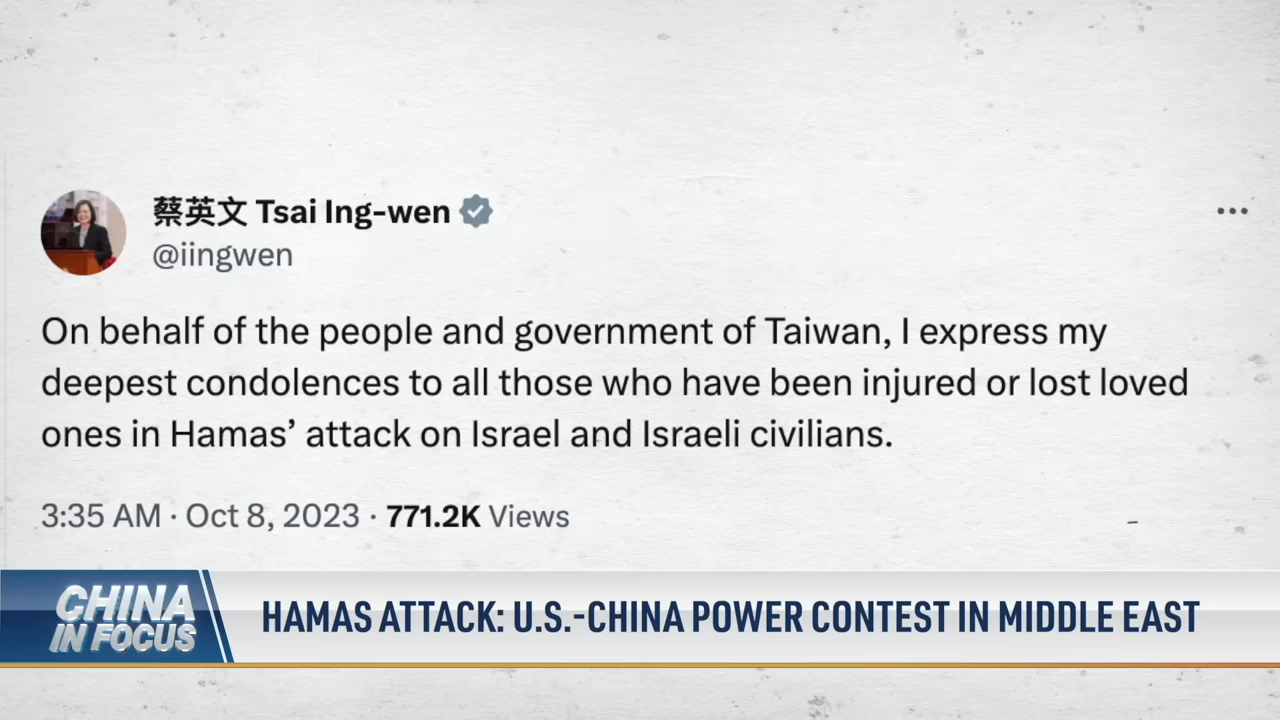 蔡英文 Tsai Ing-wen
@iingwen
On behalf of the people and government of Taiwan, I express my
deepest condolences to all those who have been injured or lost loved
ones in Hamas’ attack on Israel and Israeli civilians.
3:35 AM · Oct 8, 2023 · 771.2K Views
CHINA
IN FOCUS
HAMAS ATTACK: U.S.-CHINA POWER CONTEST IN MIDDLE EAST